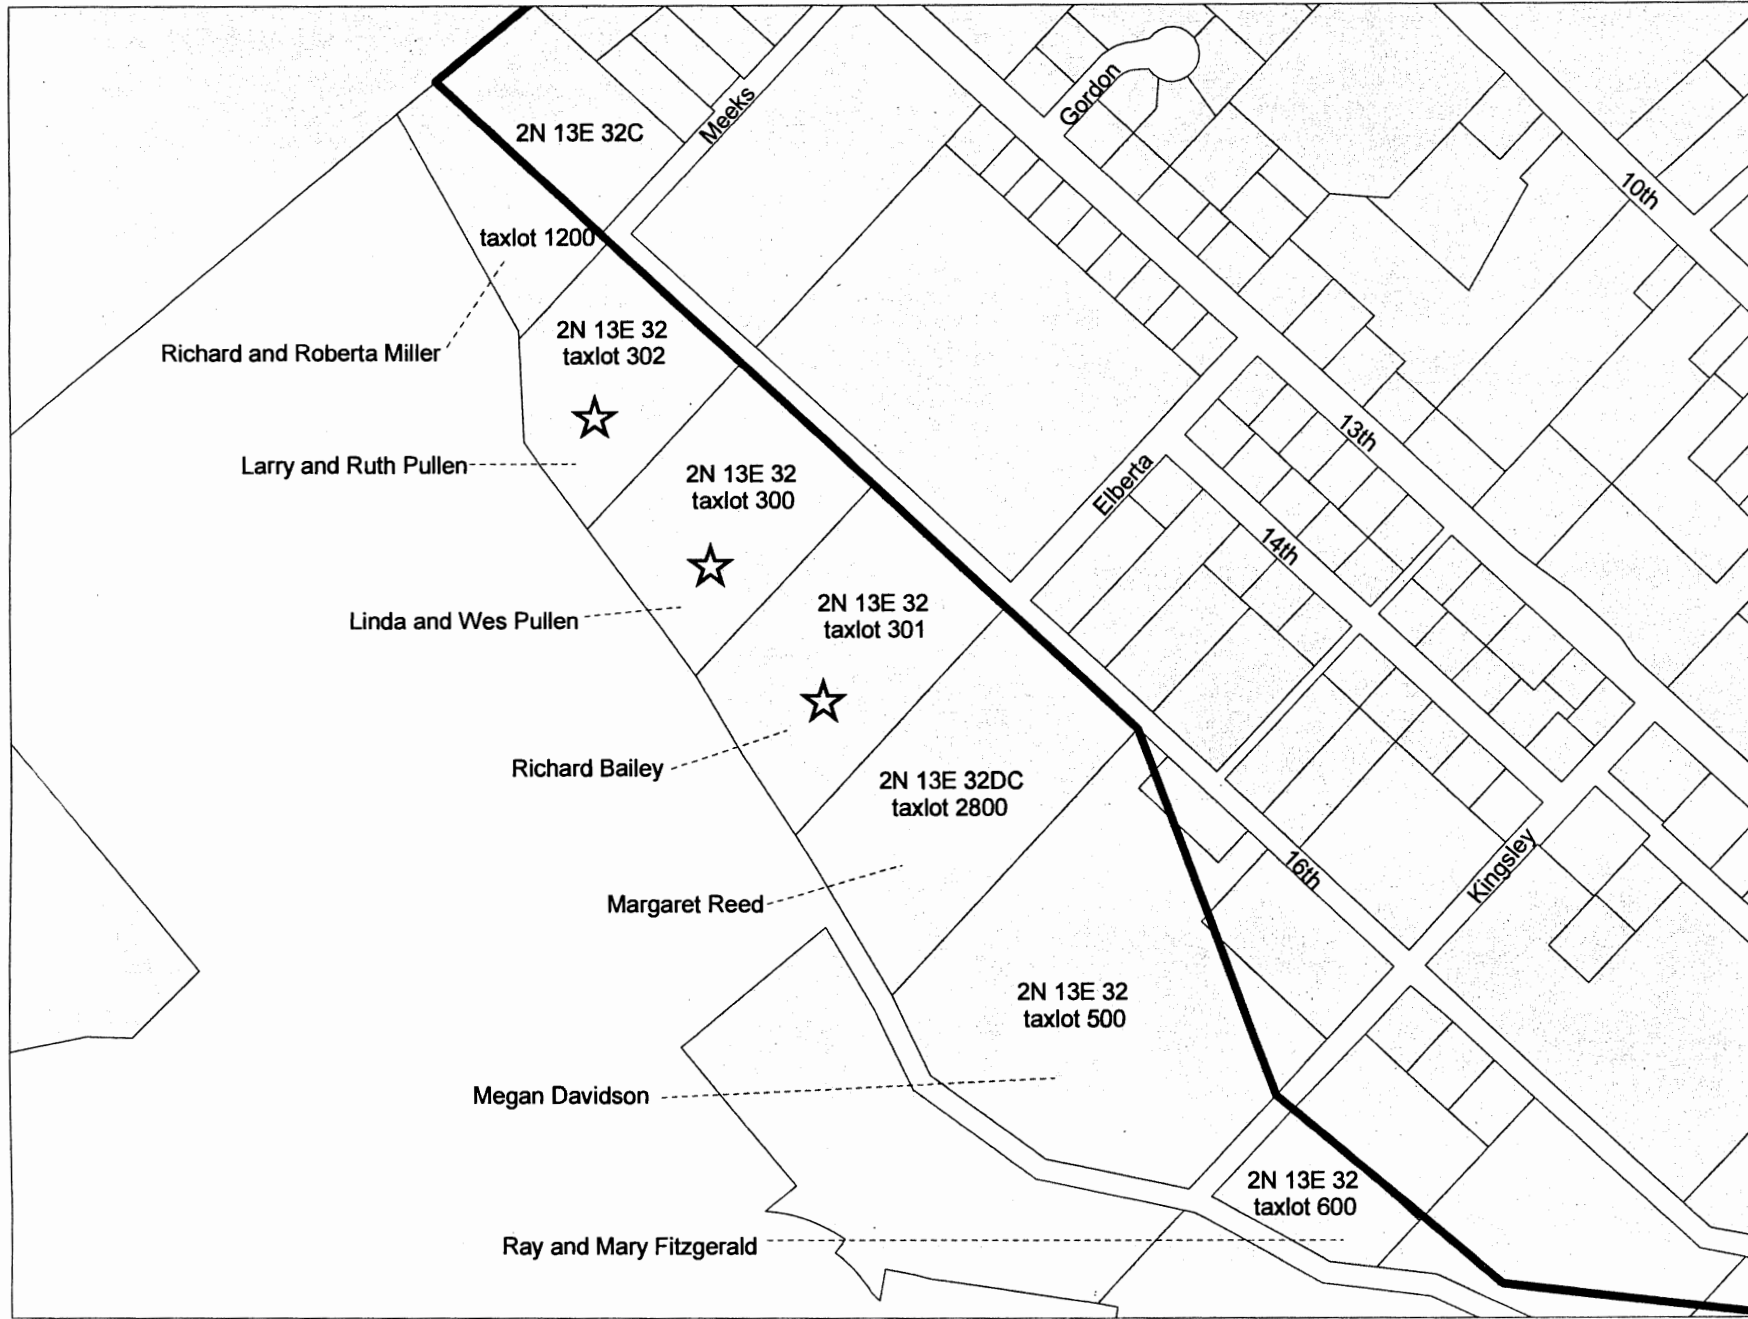 Gordon
Meeks
2N 13E 32C
10th
taxlot 1200
2N 13E 32
taxlot 302
Richard and Roberta Miller
13th
Larry and Ruth Pullen
2N 13E 32
taxlot 300
Elberta
14th
2N 13E 32
taxlot 301
Linda and Wes Pullen
Richard Bailey
2N 13E 32DC
taxlot 2800
16th
Kingsley
Margaret Reed
2N 13E 32
taxlot 500
Megan Davidson
2N 13E 32
taxlot 600
Ray and Mary Fitzgerald